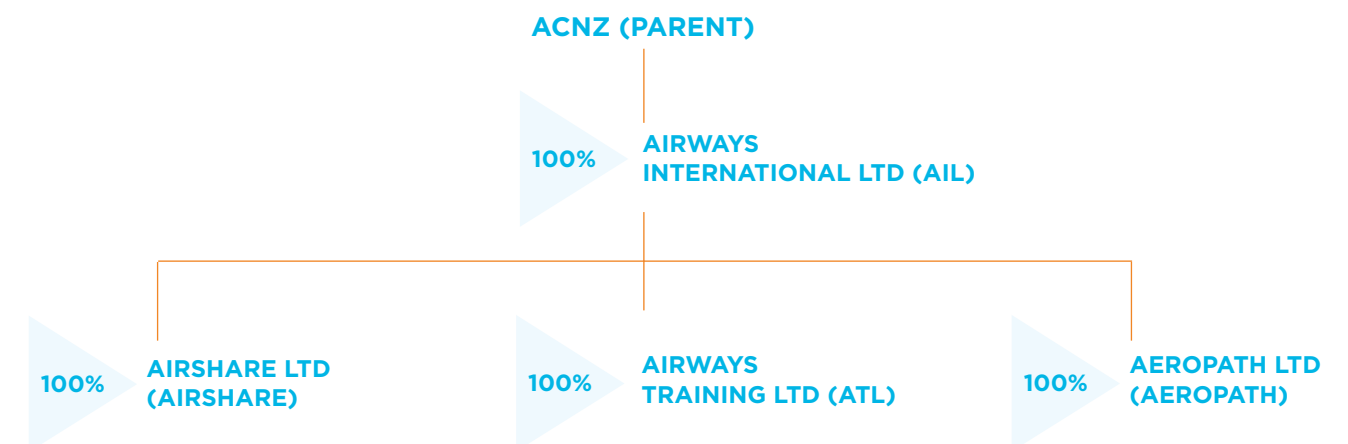 ACNZ (PARENT)
100%
AIRWAYS
INTERNATIONAL LTD (AIL)
100%
AIRSHARE LTD
(AIRSHARE)
100%
AIRWAYS
TRAINING LTD (ATL)
100%
AEROPATH LTD
(AEROPATH)